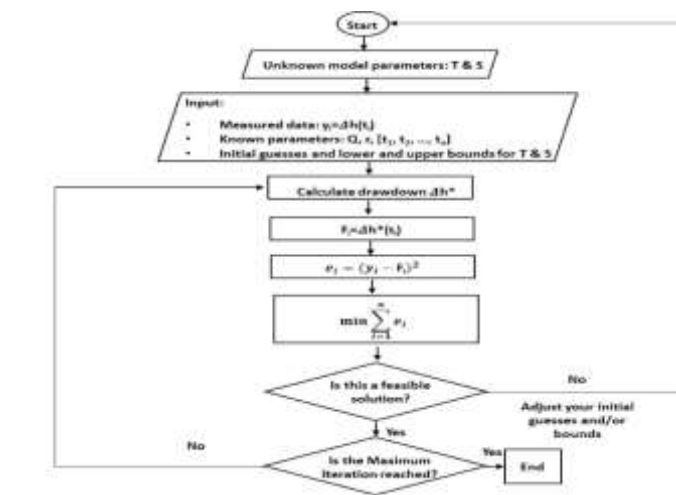 Start
Unknown model parameters: T & S
Input:
• Measured data: yᵢ=Δh(tᵢ)
• Known parameters: Q, r, [t₁, t₂, ..., tₙ]
• Initial guesses and lower and upper bounds for T & S
Calculate drawdown Δh*
Fᵢ=Δh*(tᵢ)
eᵢ = (yᵢ − Fᵢ)²
min ∑ⁿᵢ₌₁ eᵢ
Is this a feasible
solution?
No
Adjust your initial
guesses and/or
bounds
Yes
No
Is the Maximum
iteration reached?
Yes
End